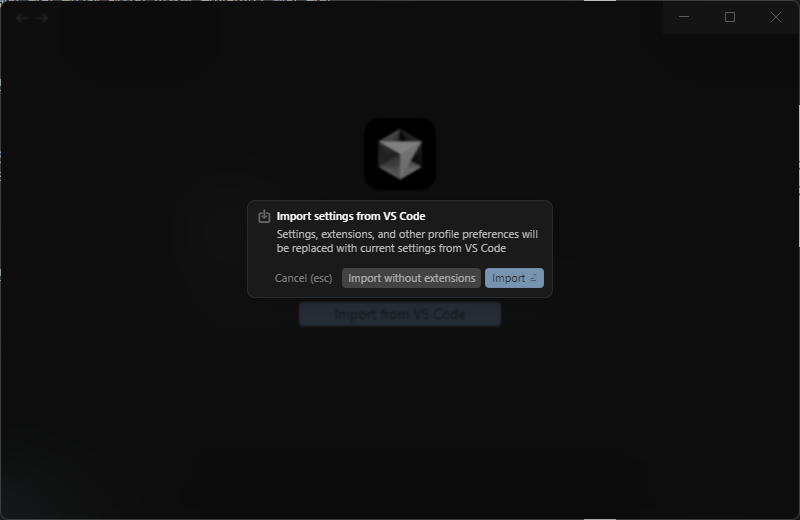 Import settings from VS Code
Settings, extensions, and other profile preferences will
be replaced with current settings from VS Code
Cancel (esc)
Import without extensions
Import ⏎
Import from VS Code